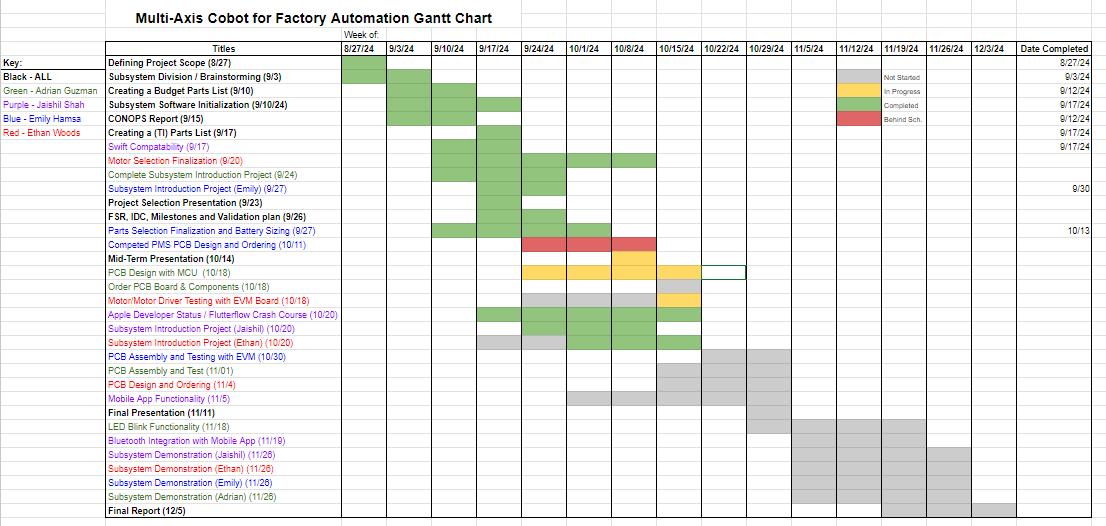 Multi-Axis Cobot for Factory Automation Gantt Chart
Week of:
Titles 8/27/24 9/3/24 9/10/24 9/17/24 9/24/24 10/1/24 10/8/24 10/15/24 10/22/24 10/29/24 11/5/24 11/12/24 11/19/24 11/26/24 12/3/24 Date Completed
Key: Defining Project Scope (8/27) 8/27/24
Black - ALL Subsystem Division / Brainstorming (9/3) Not Started 9/3/24
Green - Adrian Guzman Creating a Budget Parts List (9/10) In Progress 9/12/24
Purple - Jaishil Shah Subsystem Software Initialization (9/10/24) Completed 9/17/24
Blue - Emily Hamsa CONOPS Report (9/15) Behind Sch. 9/12/24
Red - Ethan Woods Creating a (TI) Parts List (9/17) 9/17/24
Swift Compatability (9/17) 9/17/24
Motor Selection Finalization (9/20)
Complete Subsystem Introduction Project (9/24)
Subsystem Introduction Project (Emily) (9/27) 9/30
Project Selection Presentation (9/23)
FSR, IDC, Milestones and Validation plan (9/26)
Parts Selection Finalization and Battery Sizing (9/27) 10/13
Competed PMS PCB Design and Ordering (10/11)
Mid-Term Presentation (10/14)
PCB Design with MCU (10/18)
Order PCB Board & Components (10/18)
Motor/Motor Driver Testing with EVM Board (10/18)
Apple Developer Status / Flutterflow Crash Course (10/20)
Subsystem Introduction Project (Jaishil) (10/20)
Subsystem Introduction Project (Ethan) (10/20)
PCB Assembly and Testing with EVM (10/30)
PCB Assembly and Test (11/01)
PCB Design and Ordering (11/4)
Mobile App Functionality (11/5)
Final Presentation (11/11)
LED Blink Functionality (11/18)
Bluetooth Integration with Mobile App (11/19)
Subsystem Demonstration (Jaishil) (11/26)
Subsystem Demonstration (Ethan) (11/26)
Subsystem Demonstration (Emily) (11/26)
Subsystem Demonstration (Adrian) (11/26)
Final Report (12/5)